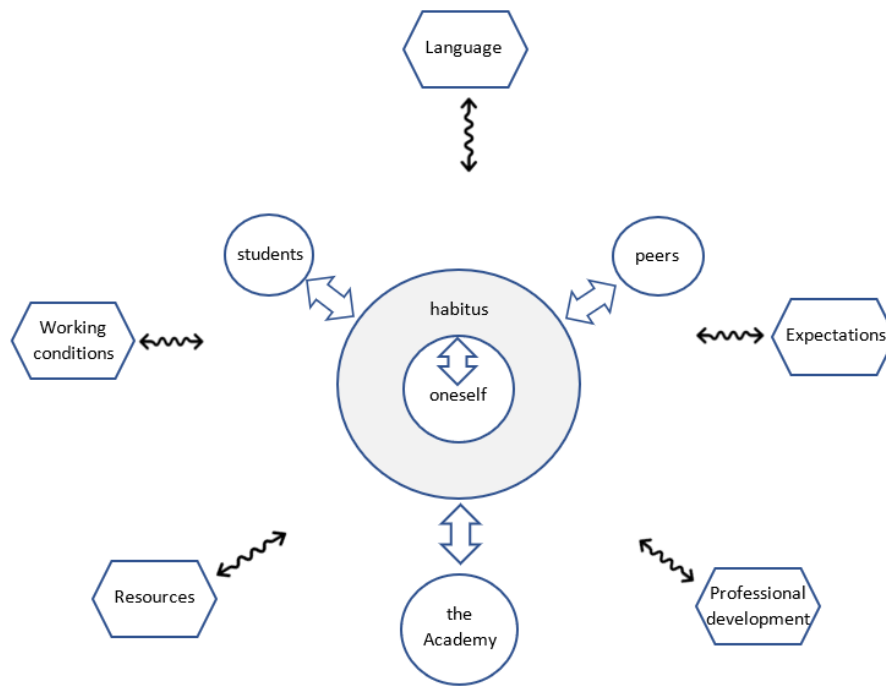 Language
students
peers
habitus
Working
conditions
Expectations
oneself
Resources
the
Academy
Professional
development